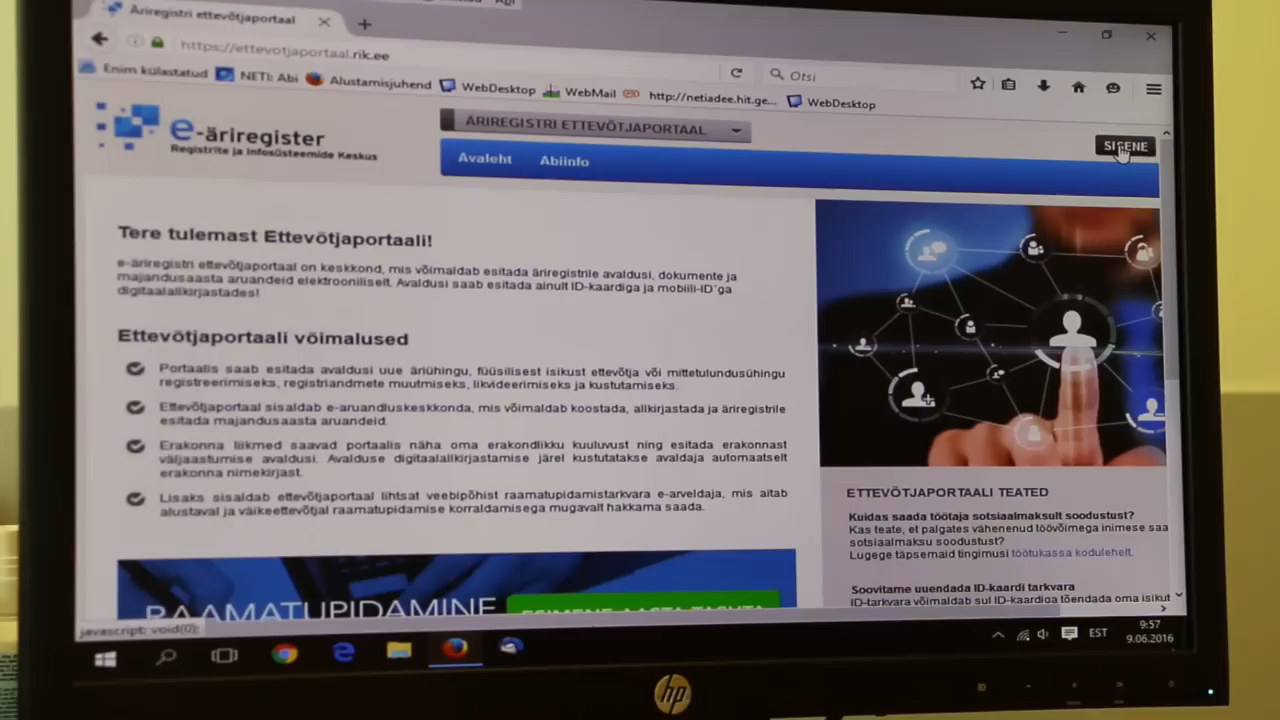 Äriregistri ettevõtjaportaal
https://ettevotjaportaal.rik.ee
Otsi
Enim külastatud NETI: Abi Alustamisjuhend WebDesktop WebMail http://netiadee.hit.ge... WebDesktop
e-äriregister
Registrite ja Infosüsteemide Keskus
ÄRIREGISTRI ETTEVÕTJAPORTAAL
SISENE
Avaleht Abiinfo
Tere tulemast Ettevõtjaportaali!
e-äriregistri ettevõtjaportaal on keskkond, mis võimaldab esitada äriregistrile avaldusi, dokumente ja
majandusaasta aruandeid elektrooniliselt. Avaldusi saab esitada ainult ID-kaardiga ja mobiil-ID'ga
digitaalallkirjastades!
Ettevõtjaportaali võimalused
Portaalis saab esitada avaldusi uue äriühingu, füüsilisest isikust ettevõtja või mittetulundusühingu
registreerimiseks, registriandmete muutmiseks, likvideerimiseks ja kustutamiseks.
Ettevõtjaportaal sisaldab e-aruandluskeskkonda, mis võimaldab koostada, allkirjastada ja äriregistrile
esitada majandusaasta aruandeid.
Erakonna liikmed saavad portaalis näha oma erakondlikku kuuluvust ning esitada erakonnast
väljaastumise avaldusi. Avalduse digitaalallkirjastamise järel kustutatakse avaldaja automaatselt
erakonna nimekirjast.
Lisaks sisaldab ettevõtjaportaal lihtsat veebipõhist raamatupidamistarkvara e-arveldaja, mis aitab
alustaval ja väikeettevõtjal raamatupidamise korraldamisega mugavalt hakkama saada.
ETTEVÕTJAPORTAALI TEATED
Kuidas saada töötaja sotsiaalmaksult soodustust?
Kas teate, et palgates vähenenud töövõimega inimese saa
sotsiaalmaksu soodustust?
Lugege täpsemaid tingimusi töötukassa kodulehelt.
Soovitame uuendada ID-kaardi tarkvara
ID-tarkvara võimaldab sul ID-kaardiga tõendada oma isikut
RAAMATUPIDAMINE
ESIMENE AASTA TASUTA
javascript: void(0);
EST
9:57
9.06.2016
hp